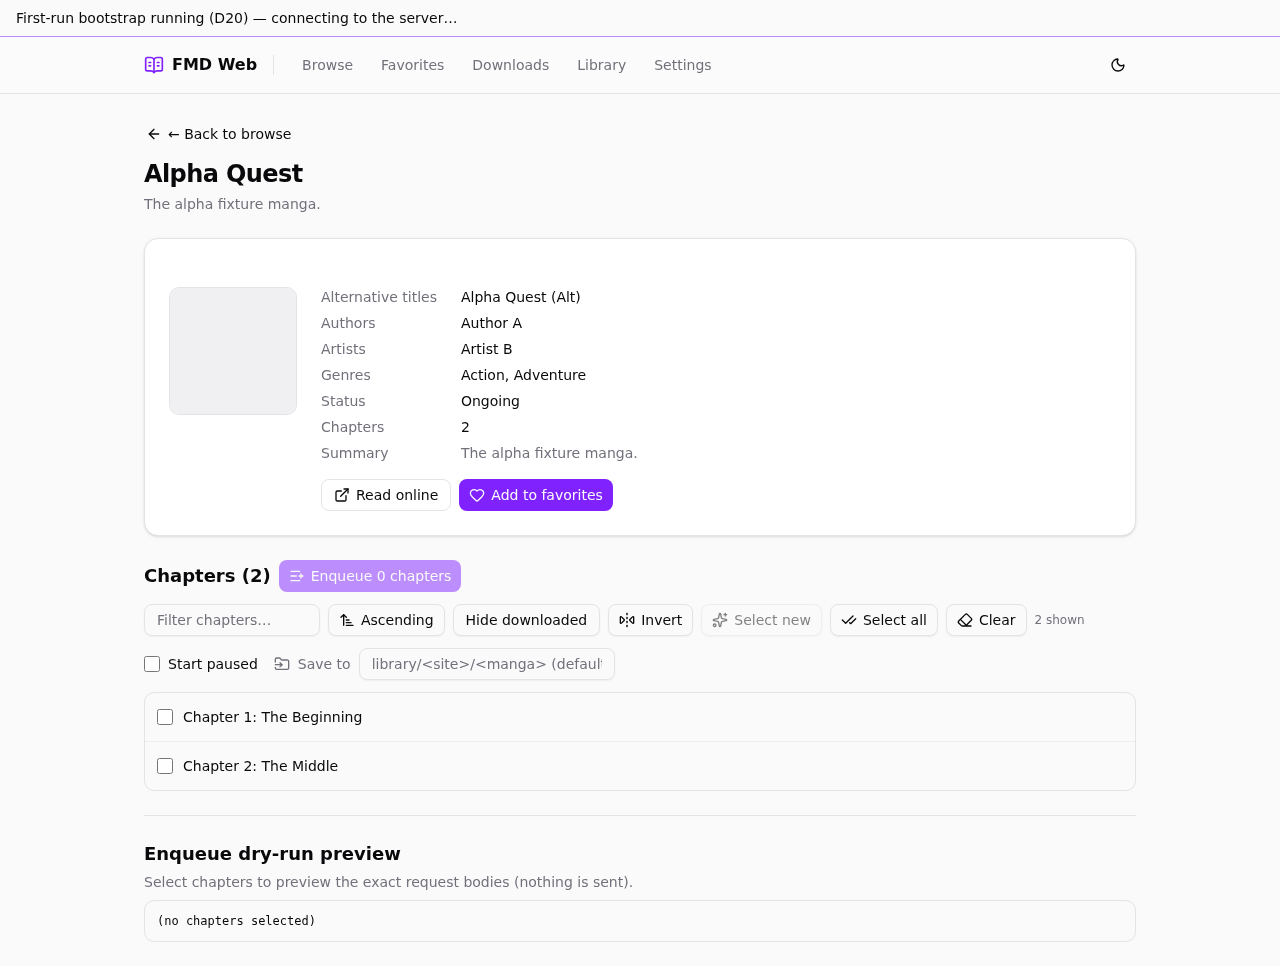 First-run bootstrap running (D20) — connecting to the server…
FMD Web
Browse
Favorites
Downloads
Library
Settings
← Back to browse
Alpha Quest
The alpha fixture manga.
Alternative titles Alpha Quest (Alt)
Authors Author A
Artists Artist B
Genres Action, Adventure
Status Ongoing
Chapters 2
Summary The alpha fixture manga.
Read online
Add to favorites
Chapters (2)
Enqueue 0 chapters
Filter chapters…
Ascending
Hide downloaded
Invert
Select new
Select all
Clear
2 shown
Start paused
Save to
library/<site>/<manga> (defaul
Chapter 1: The Beginning
Chapter 2: The Middle
Enqueue dry-run preview
Select chapters to preview the exact request bodies (nothing is sent).
(no chapters selected)